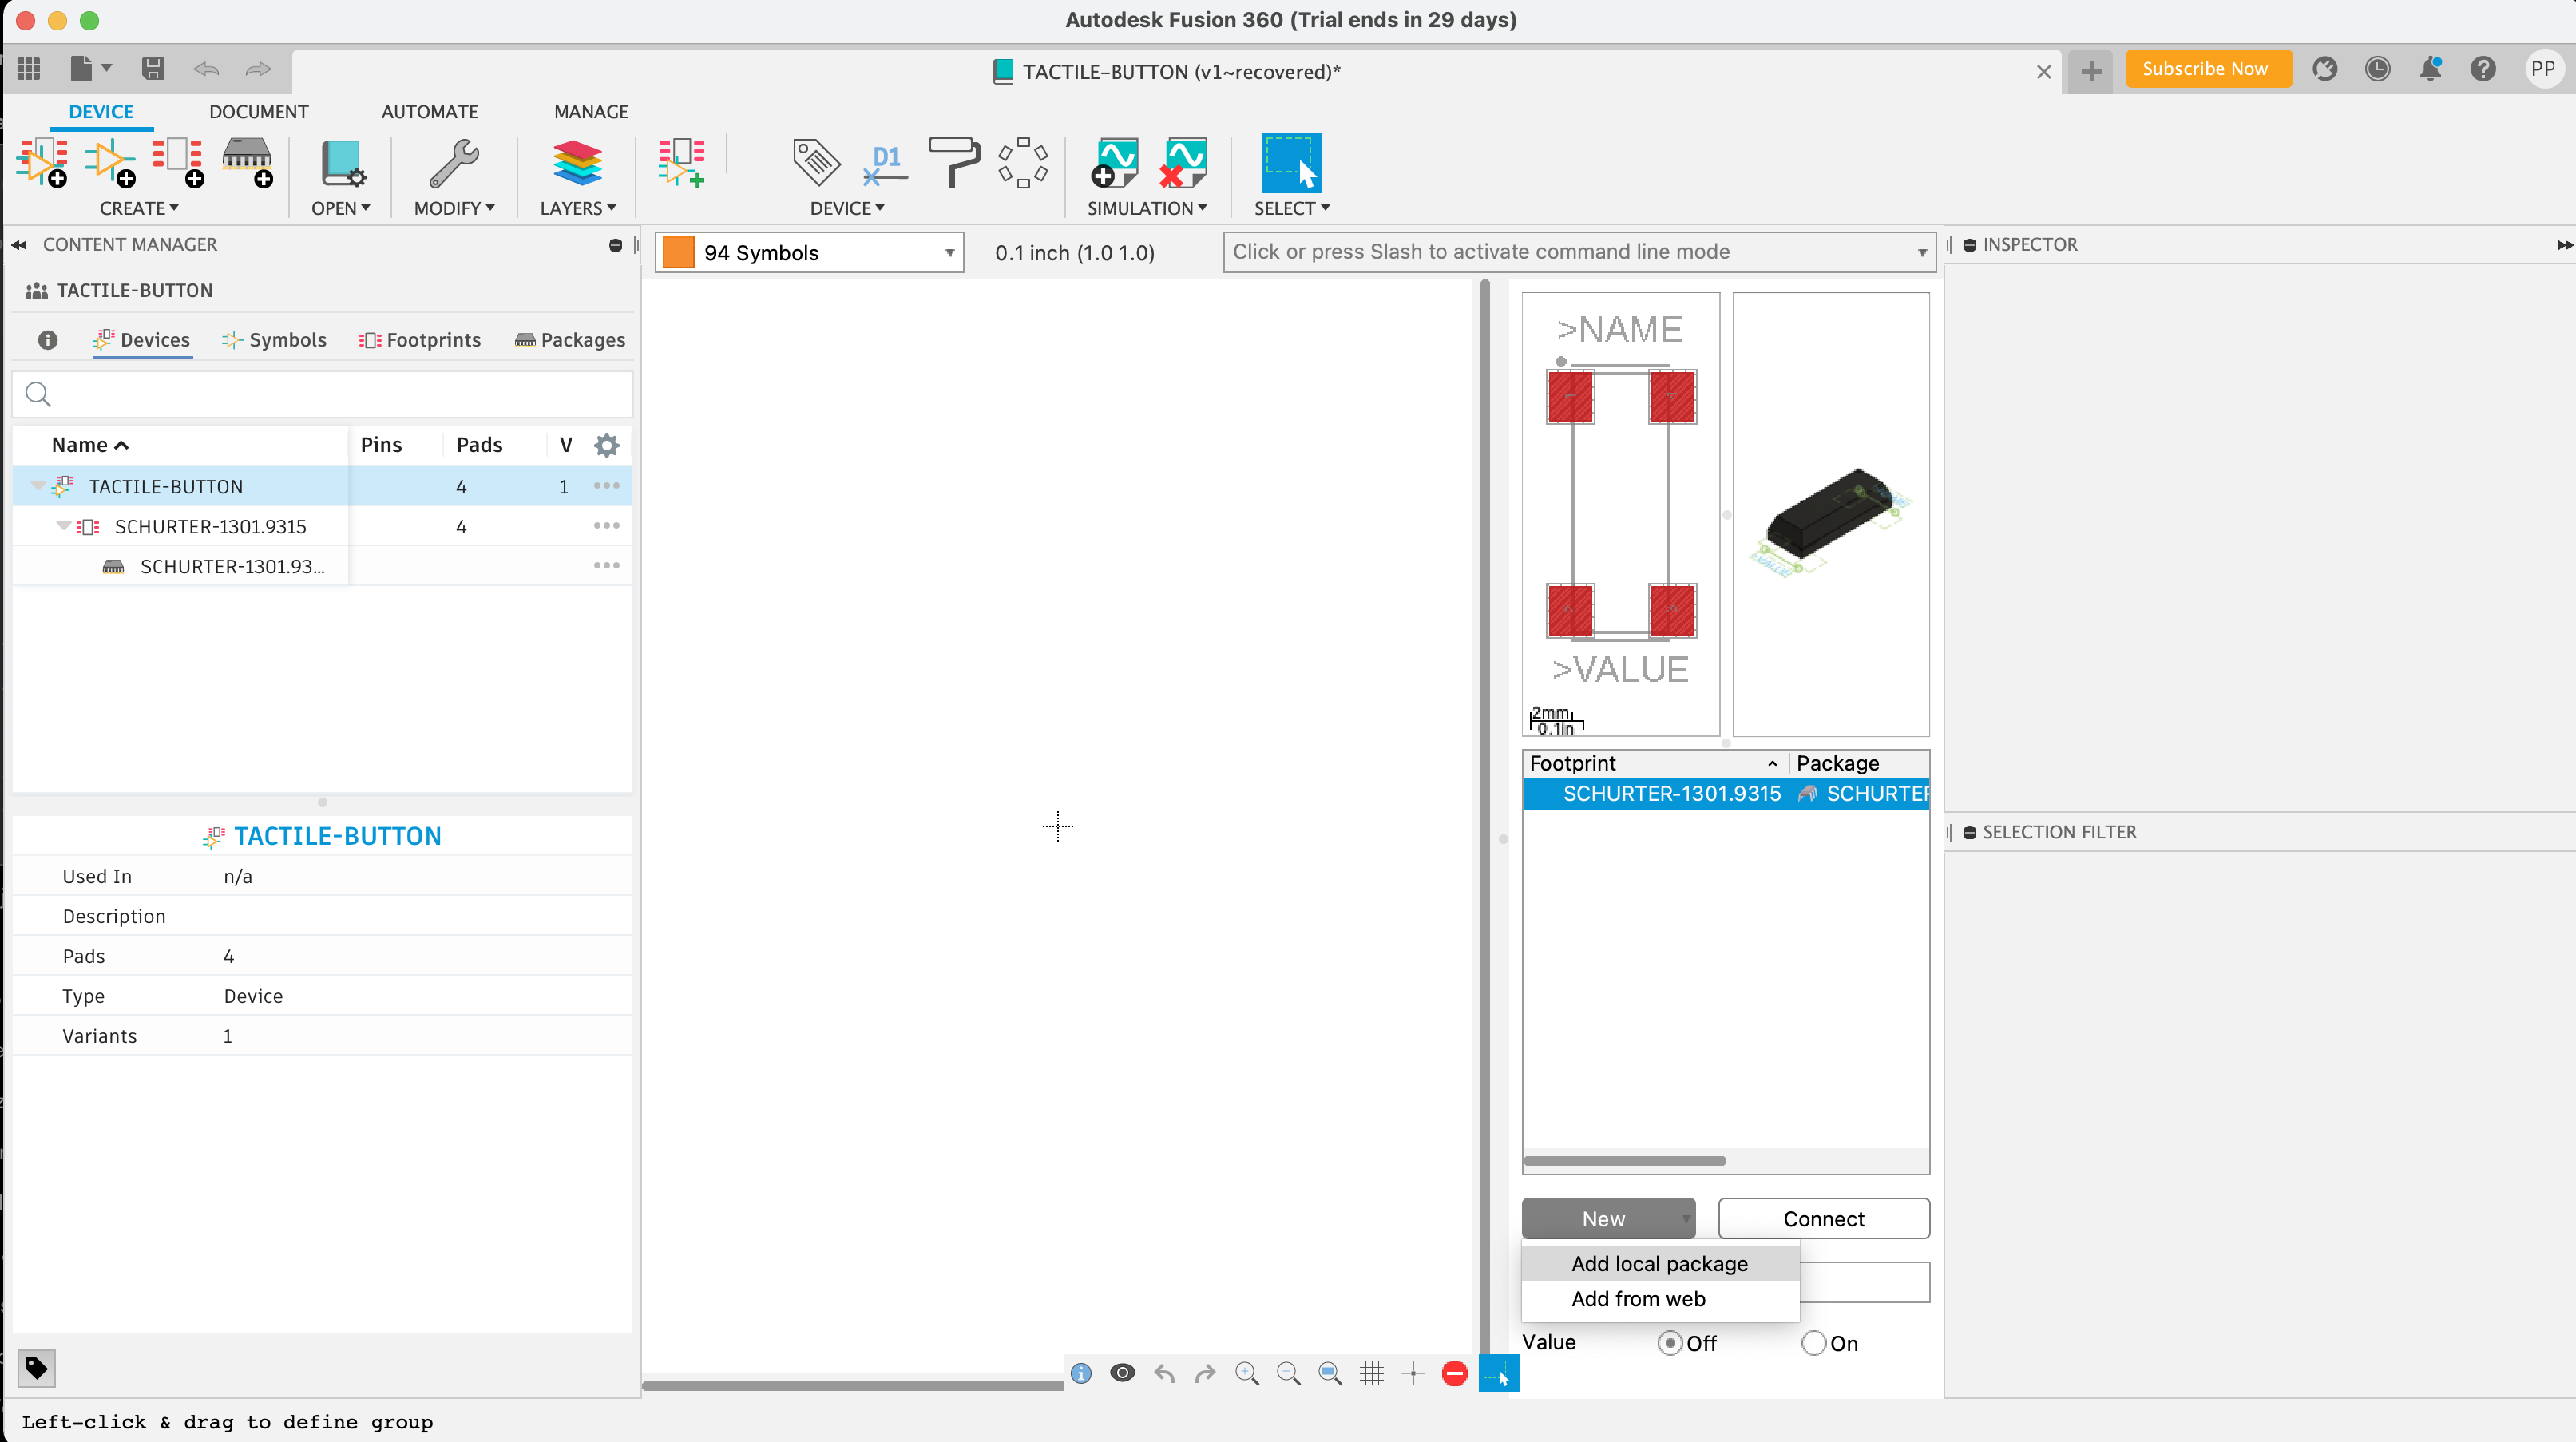 Autodesk Fusion 360 (Trial ends in 29 days)
TACTILE-BUTTON (v1~recovered)*
Subscribe Now
PP
DEVICE
DOCUMENT
AUTOMATE
MANAGE
D1
CREATE
OPEN
MODIFY
LAYERS
DEVICE
SIMULATION
SELECT
CONTENT MANAGER
94 Symbols
0.1 inch (1.0 1.0)
Click or press Slash to activate command line mode
INSPECTOR
TACTILE-BUTTON
Devices
Symbols
Footprints
Packages
Name
Pins
Pads
V
TACTILE-BUTTON 4 1
SCHURTER-1301.9315 4
SCHURTER-1301.93...
TACTILE-BUTTON
Used In n/a
Description
Pads 4
Type Device
Variants 1
>NAME
>VALUE
2mm
0.1in
>VALUE
Footprint
Package
SCHURTER-1301.9315
SCHURTER
New
Connect
Add local package
Add from web
Value
Off
On
SELECTION FILTER
Left-click & drag to define group